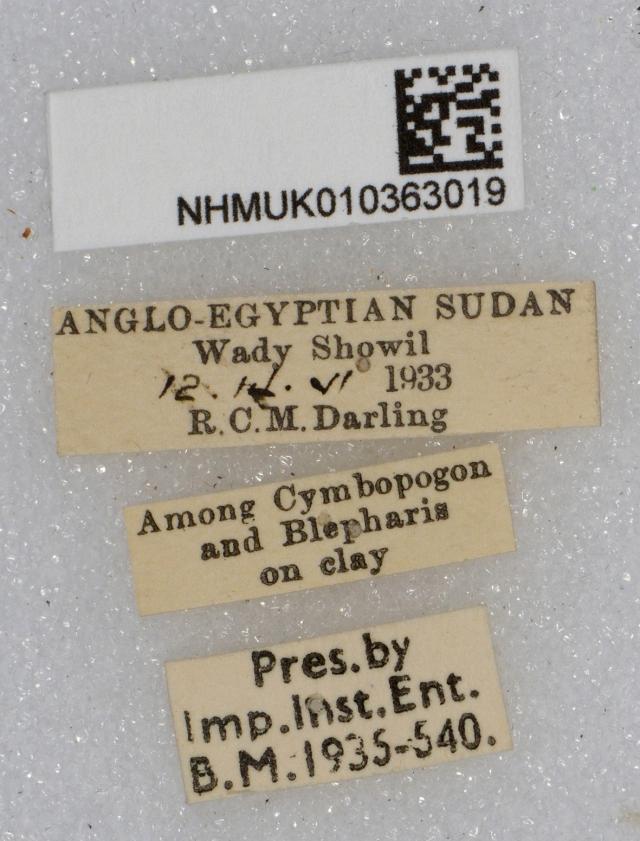 NHMUK010363019
ANGLO-EGYPTIAN SUDAN
Wady Showil
12. VI 1933
R.C.M. Darling
Among Cymbopogon
and Blepharis
on clay
Pres.by
Imp.Inst.Ent.
B.M.1935-540.